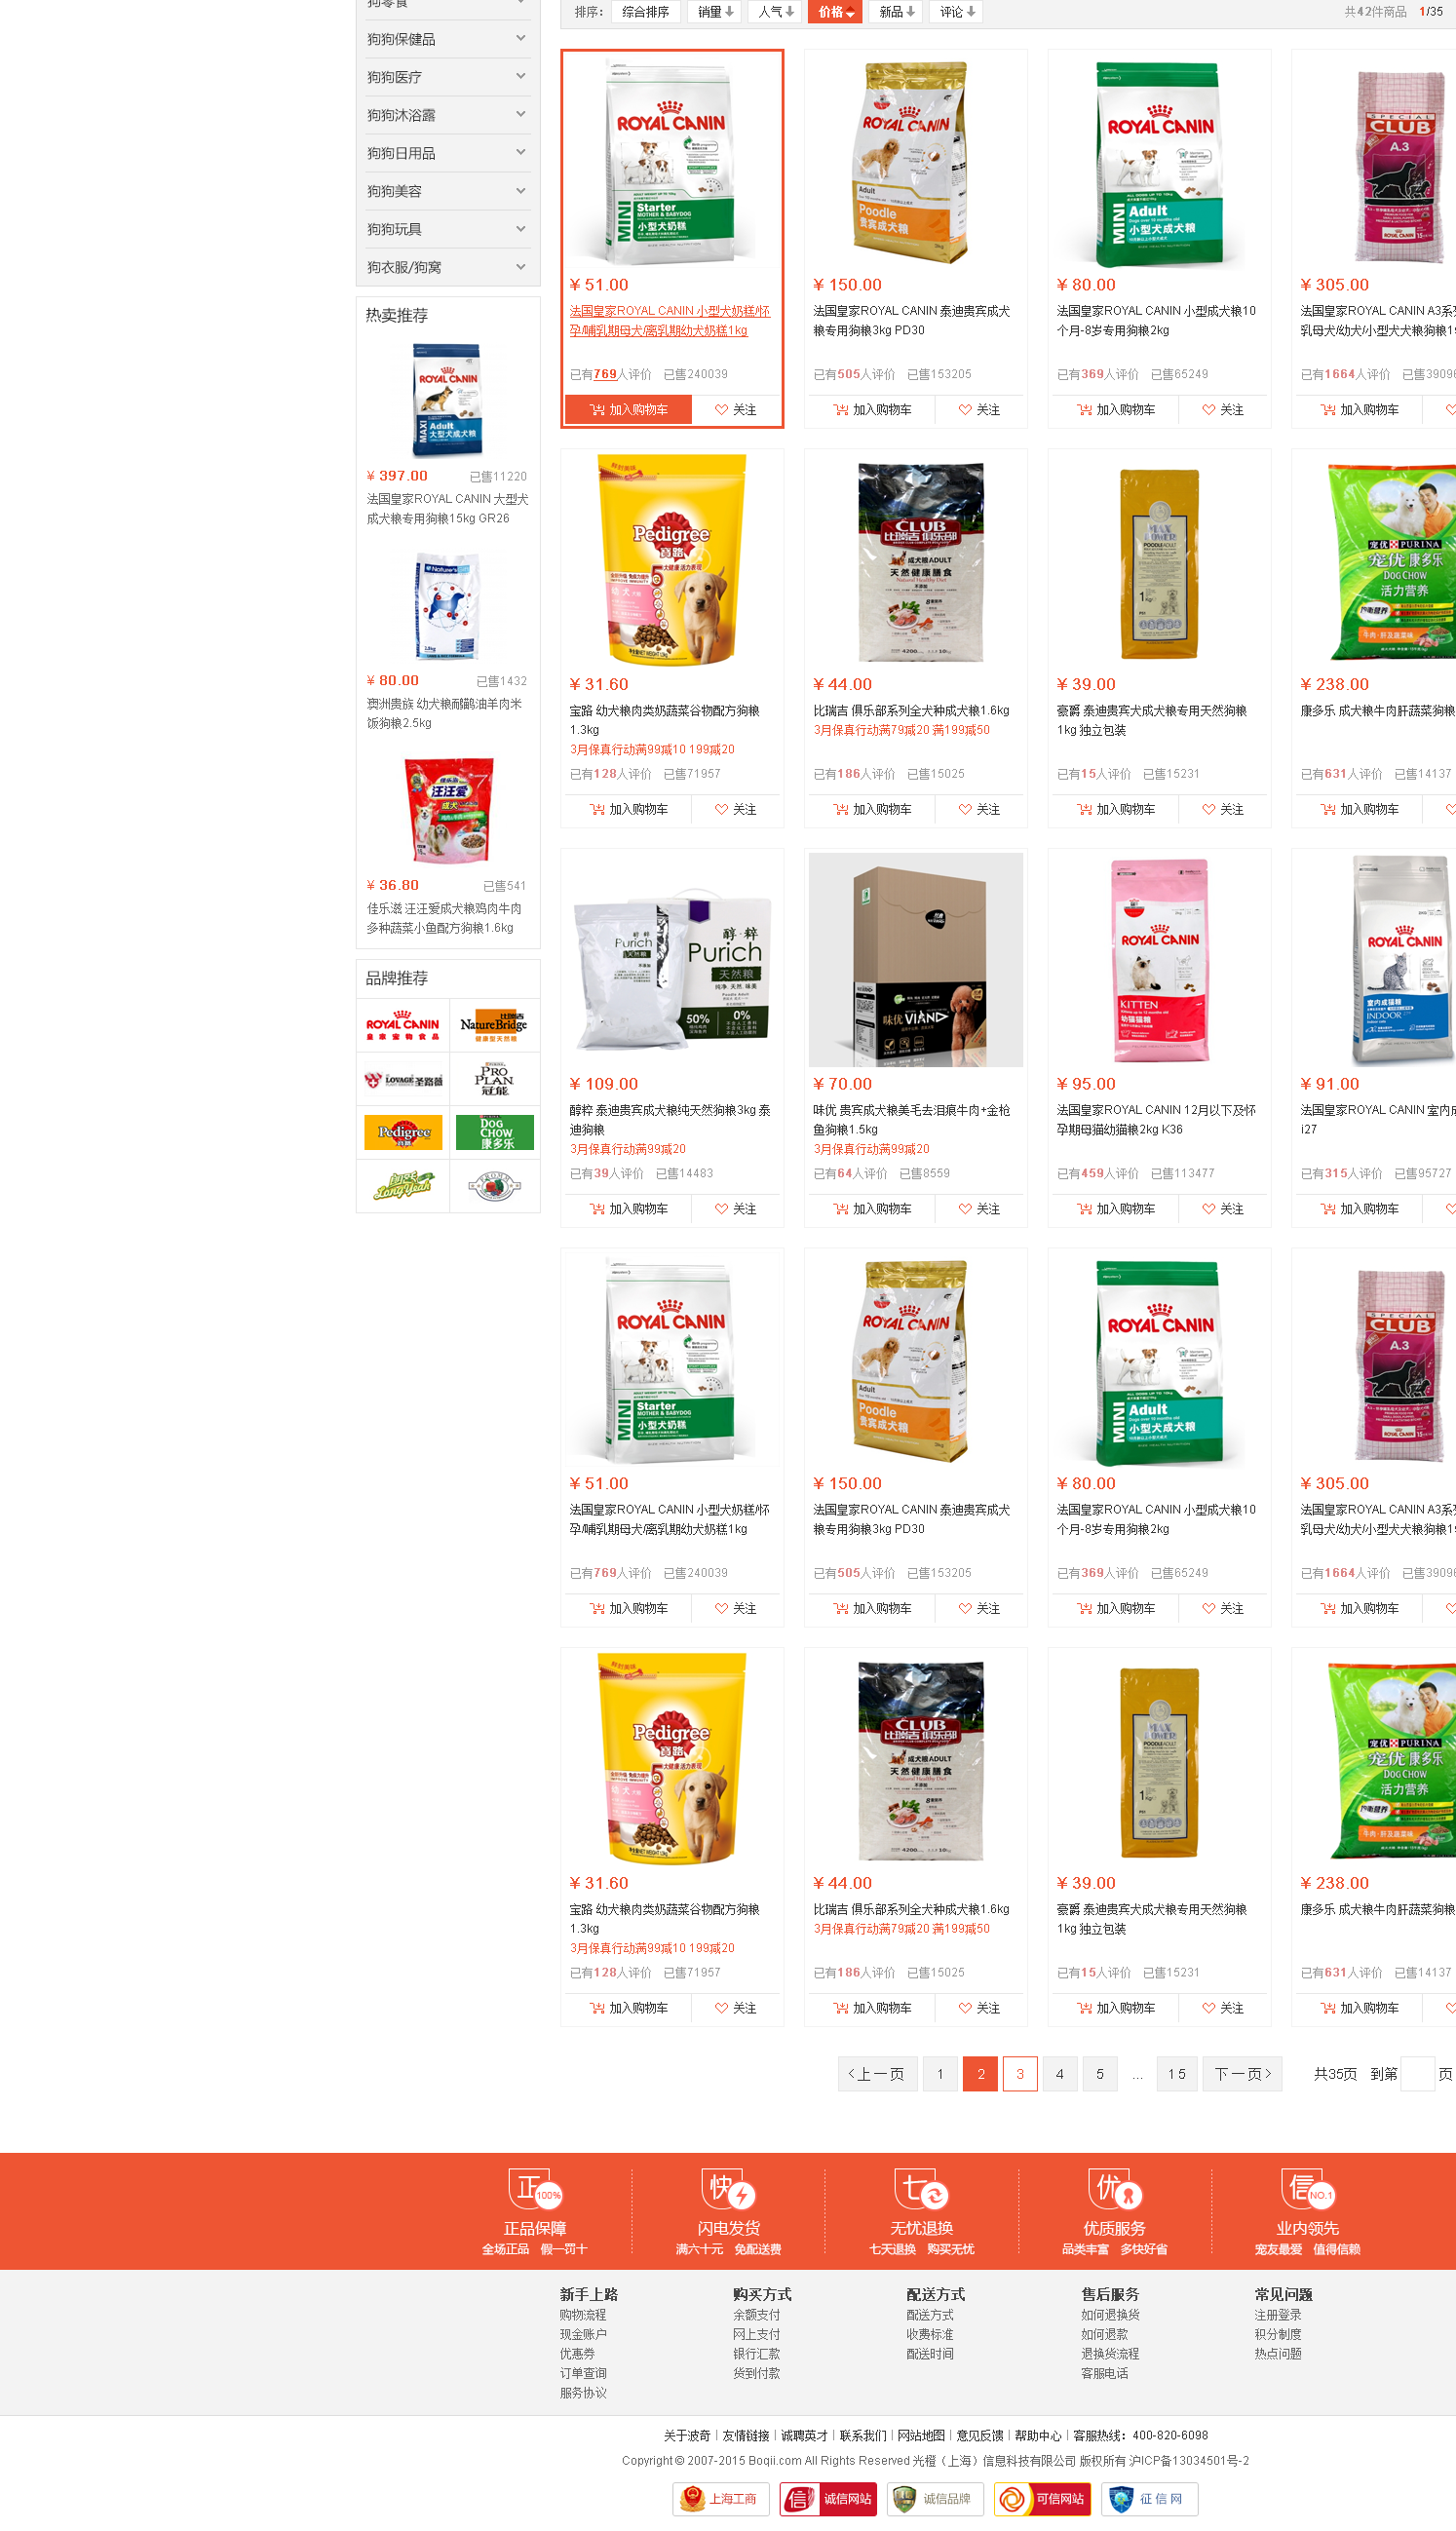 狗零食
狗狗保健品
狗狗医疗
狗狗沐浴露
狗狗日用品
狗狗美容
狗狗玩具
狗衣服/狗窝
热卖推荐
¥ 397.00 已售11220
法国皇家ROYAL CANIN 大型犬
成犬粮专用狗粮15kg GR26
¥ 80.00 已售1432
澳洲贵族 幼犬粮鸸鹋油羊肉米
饭狗粮2.5kg
¥ 36.80 已售541
佳乐滋 汪汪爱成犬粮鸡肉牛肉
多种蔬菜小鱼配方狗粮1.6kg
品牌推荐
ROYAL CANIN
皇家宠物食品
比瑞吉
NatureBridge
健康型天然粮
LOVAGE 圣路蔷
PRO PLAN
冠能
Pedigree
DOG CHOW
康多乐
排序： 综合排序 销量 人气 价格 新品 评论 共42件商品 1/35
¥ 51.00 ¥ 150.00 ¥ 80.00 ¥ 305.00
法国皇家ROYAL CANIN 小型犬奶糕/怀
孕/哺乳期母犬/离乳期幼犬奶糕1kg
法国皇家ROYAL CANIN 泰迪贵宾成犬
粮专用狗粮3kg PD30
法国皇家ROYAL CANIN 小型成犬粮10
个月-8岁专用狗粮2kg
法国皇家ROYAL CANIN A3系
乳母犬/幼犬/小型犬犬粮狗粮1
已有769人评价 已售240039 已有505人评价 已售153205 已有369人评价 已售65249 已有1664人评价 已售39096
加入购物车 关注 加入购物车 关注 加入购物车 关注 加入购物车
¥ 31.60 ¥ 44.00 ¥ 39.00 ¥ 238.00
宝路 幼犬粮肉类奶蔬菜谷物配方狗粮
1.3kg
3月保真行动满99减10 199减20
比瑞吉 俱乐部系列全犬种成犬粮1.6kg
3月保真行动满79减20 满199减50
豪爵 泰迪贵宾犬成犬粮专用天然狗粮
1kg 独立包装
康多乐 成犬粮牛肉肝蔬菜狗粮
已有128人评价 已售71957 已有186人评价 已售15025 已有15人评价 已售15231 已有631人评价 已售14137
加入购物车 关注 加入购物车 关注 加入购物车 关注 加入购物车
¥ 109.00 ¥ 70.00 ¥ 95.00 ¥ 91.00
醇粹 泰迪贵宾成犬粮纯天然狗粮3kg 泰
迪狗粮
3月保真行动满99减20
味优 贵宾成犬粮美毛去泪痕牛肉+金枪
鱼狗粮1.5kg
3月保真行动满99减20
法国皇家ROYAL CANIN 12月以下及怀
孕期母猫幼猫粮2kg K36
法国皇家ROYAL CANIN 室内成
i27
已有39人评价 已售14483 已有64人评价 已售8559 已有459人评价 已售113477 已有315人评价 已售95727
加入购物车 关注 加入购物车 关注 加入购物车 关注 加入购物车
¥ 51.00 ¥ 150.00 ¥ 80.00 ¥ 305.00
法国皇家ROYAL CANIN 小型犬奶糕/怀
孕/哺乳期母犬/离乳期幼犬奶糕1kg
法国皇家ROYAL CANIN 泰迪贵宾成犬
粮专用狗粮3kg PD30
法国皇家ROYAL CANIN 小型成犬粮10
个月-8岁专用狗粮2kg
法国皇家ROYAL CANIN A3系
乳母犬/幼犬/小型犬犬粮狗粮1
已有769人评价 已售240039 已有505人评价 已售153205 已有369人评价 已售65249 已有1664人评价 已售39096
加入购物车 关注 加入购物车 关注 加入购物车 关注 加入购物车
¥ 31.60 ¥ 44.00 ¥ 39.00 ¥ 238.00
宝路 幼犬粮肉类奶蔬菜谷物配方狗粮
1.3kg
3月保真行动满99减10 199减20
比瑞吉 俱乐部系列全犬种成犬粮1.6kg
3月保真行动满79减20 满199减50
豪爵 泰迪贵宾犬成犬粮专用天然狗粮
1kg 独立包装
康多乐 成犬粮牛肉肝蔬菜狗粮
已有128人评价 已售71957 已有186人评价 已售15025 已有15人评价 已售15231 已有631人评价 已售14137
加入购物车 关注 加入购物车 关注 加入购物车 关注 加入购物车
<上一页 1 2 3 4 5 ... 15 下一页> 共35页 到第 页
正 100% 快 七 优 信 NO.1
正品保障 闪电发货 无忧退换 优质服务 业内领先
全场正品 假一罚十 满六十元 免配送费 七天退换 购买无忧 品类丰富 多快好省 宠友最爱 值得信赖
新手上路 购买方式 配送方式 售后服务 常见问题
购物流程 余额支付 配送方式 如何退换货 注册登录
现金账户 网上支付 收费标准 如何退款 积分制度
优惠劵 银行汇款 配送时间 退换货流程 热点问题
订单查询 货到付款 客服电话
服务协议
关于波奇 | 友情链接 | 诚聘英才 | 联系我们 | 网站地图 | 意见反馈 | 帮助中心 | 客服热线：400-820-6098
Copyright © 2007-2015 Boqii.com All Rights Reserved 光橙（上海）信息科技有限公司 版权所有 沪ICP备13034501号-2
上海工商 诚信网站 诚信品牌 可信网站 征信网